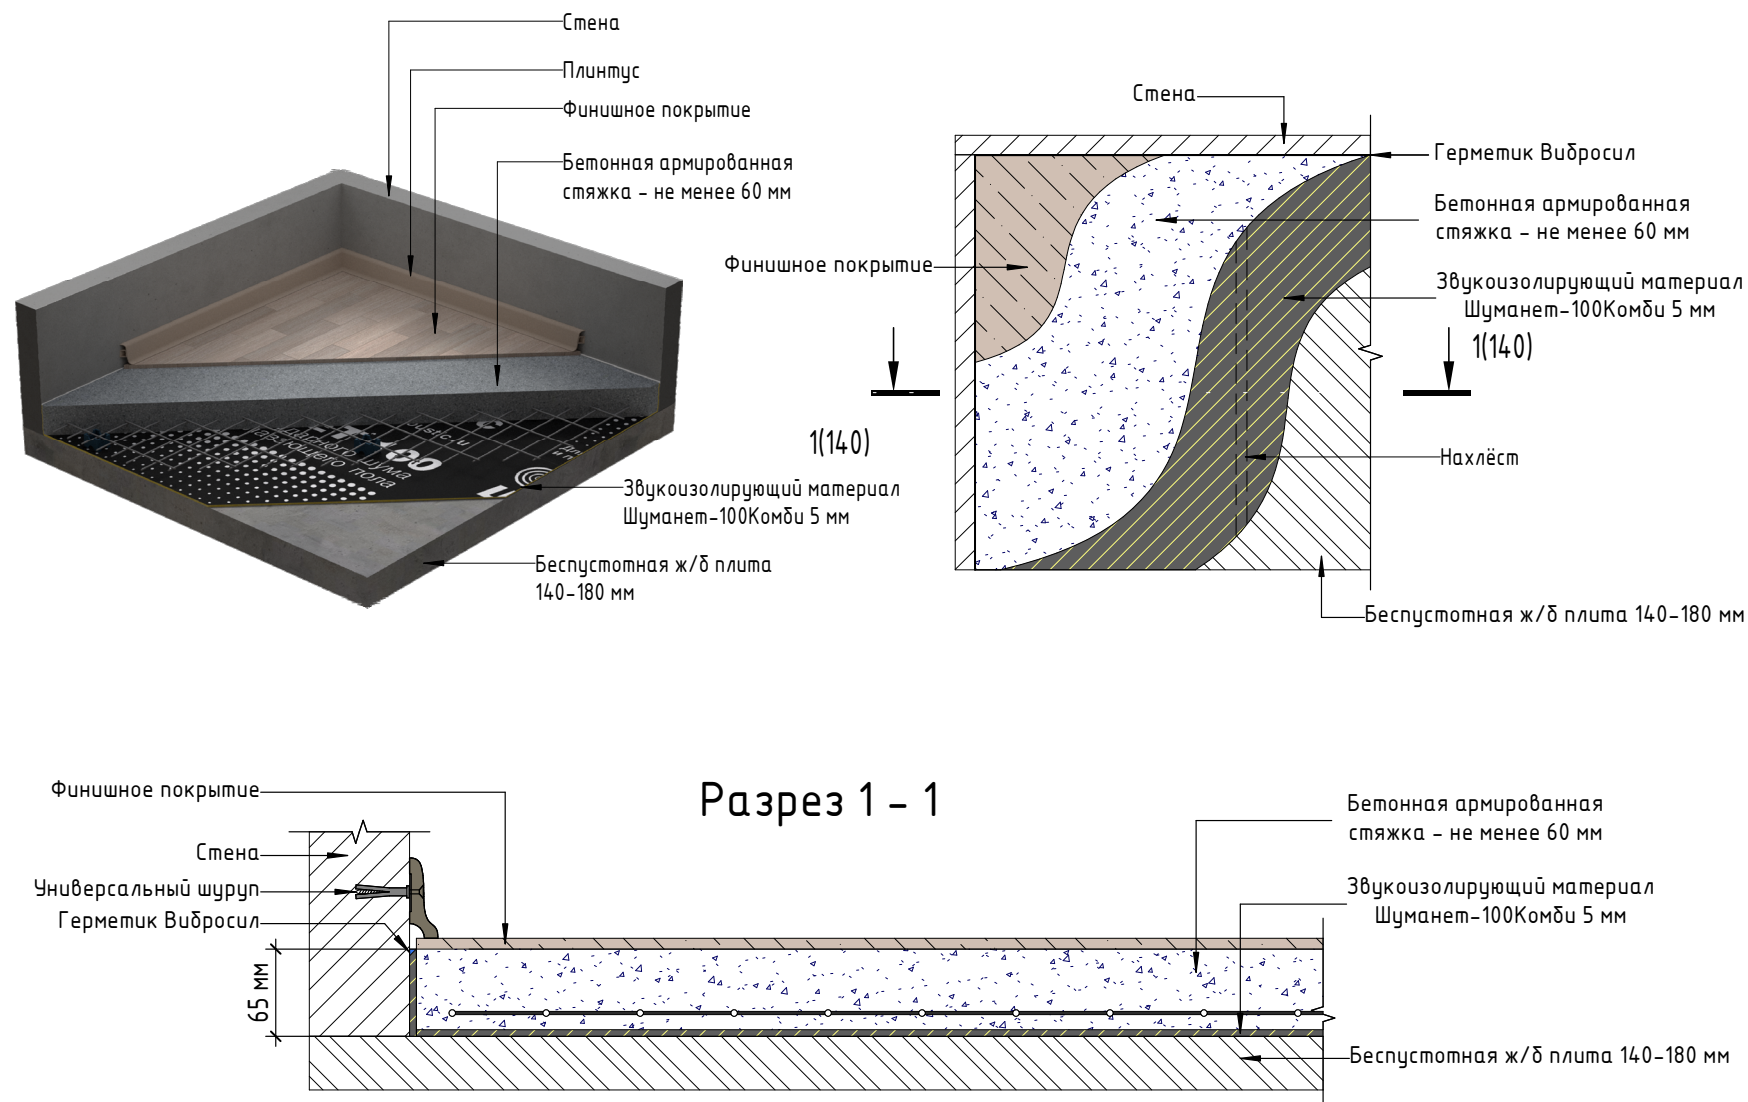 Стена
Плинтус
Финишное покрытие
Бетонная армированная
стяжка - не менее 60 мм
Звукоизолирующий материал
Шуманет-100Комби 5 мм
Беспустотная ж/б плита
140-180 мм
Стена
Герметик Вибросил
Бетонная армированная
стяжка - не менее 60 мм
Финишное покрытие
Звукоизолирующий материал
Шуманет-100Комби 5 мм
1(140)
1(140)
Нахлёст
Беспустотная ж/б плита 140-180 мм
Разрез 1 - 1
Финишное покрытие
Стена
Универсальный шуруп
Герметик Вибросил
65 мм
Бетонная армированная
стяжка - не менее 60 мм
Звукоизолирующий материал
Шуманет-100Комби 5 мм
Беспустотная ж/б плита 140-180 мм